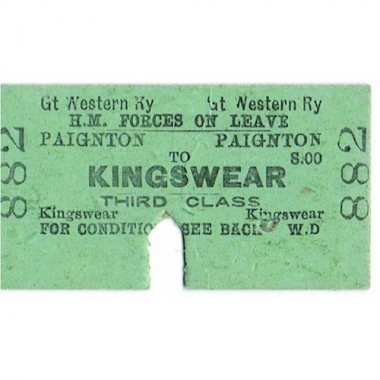 Gt Western Ry Gt Western Ry
H.M. FORCES ON LEAVE
PAIGNTON PAIGNTON
TO
S.00
KINGSWEAR
THIRD CLASS
Kingswear Kingswear
FOR CONDITIONS SEE BACK W.D
882
882